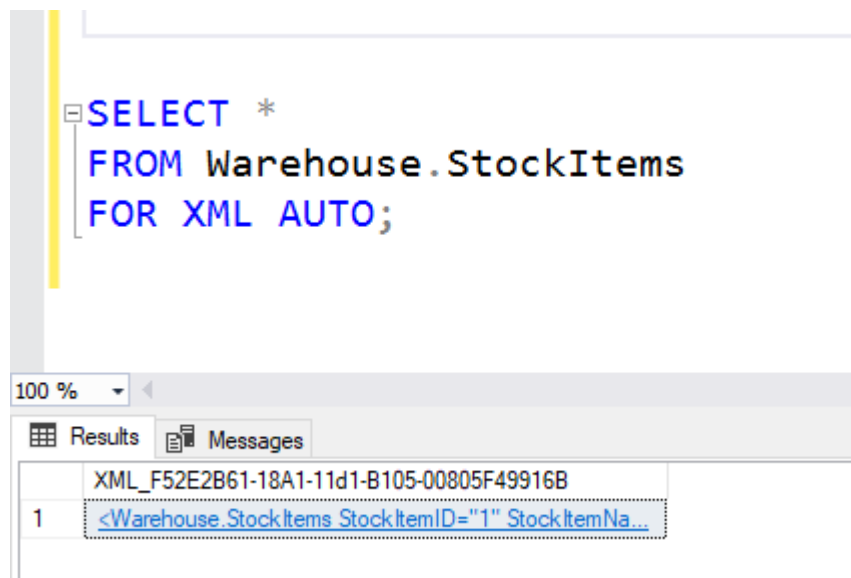 SELECT *
FROM Warehouse.StockItems
FOR XML AUTO;
100 %
Results Messages
XML_F52E2B61-18A1-11d1-B105-00805F49916B
1 <Warehouse.StockItems StockItemID="1" StockItemNa...